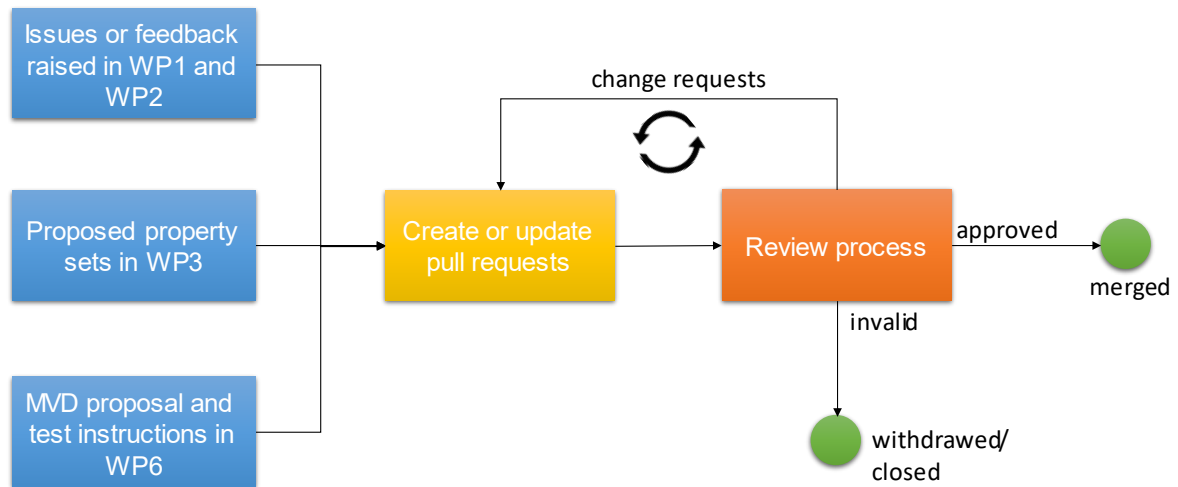 Issues or feedback
raised in WP1 and
WP2
change requests
Proposed property
sets in WP3
Create or update
pull requests
Review process
approved
merged
invalid
MVD proposal and
test instructions in
WP6
withdrawed/
closed